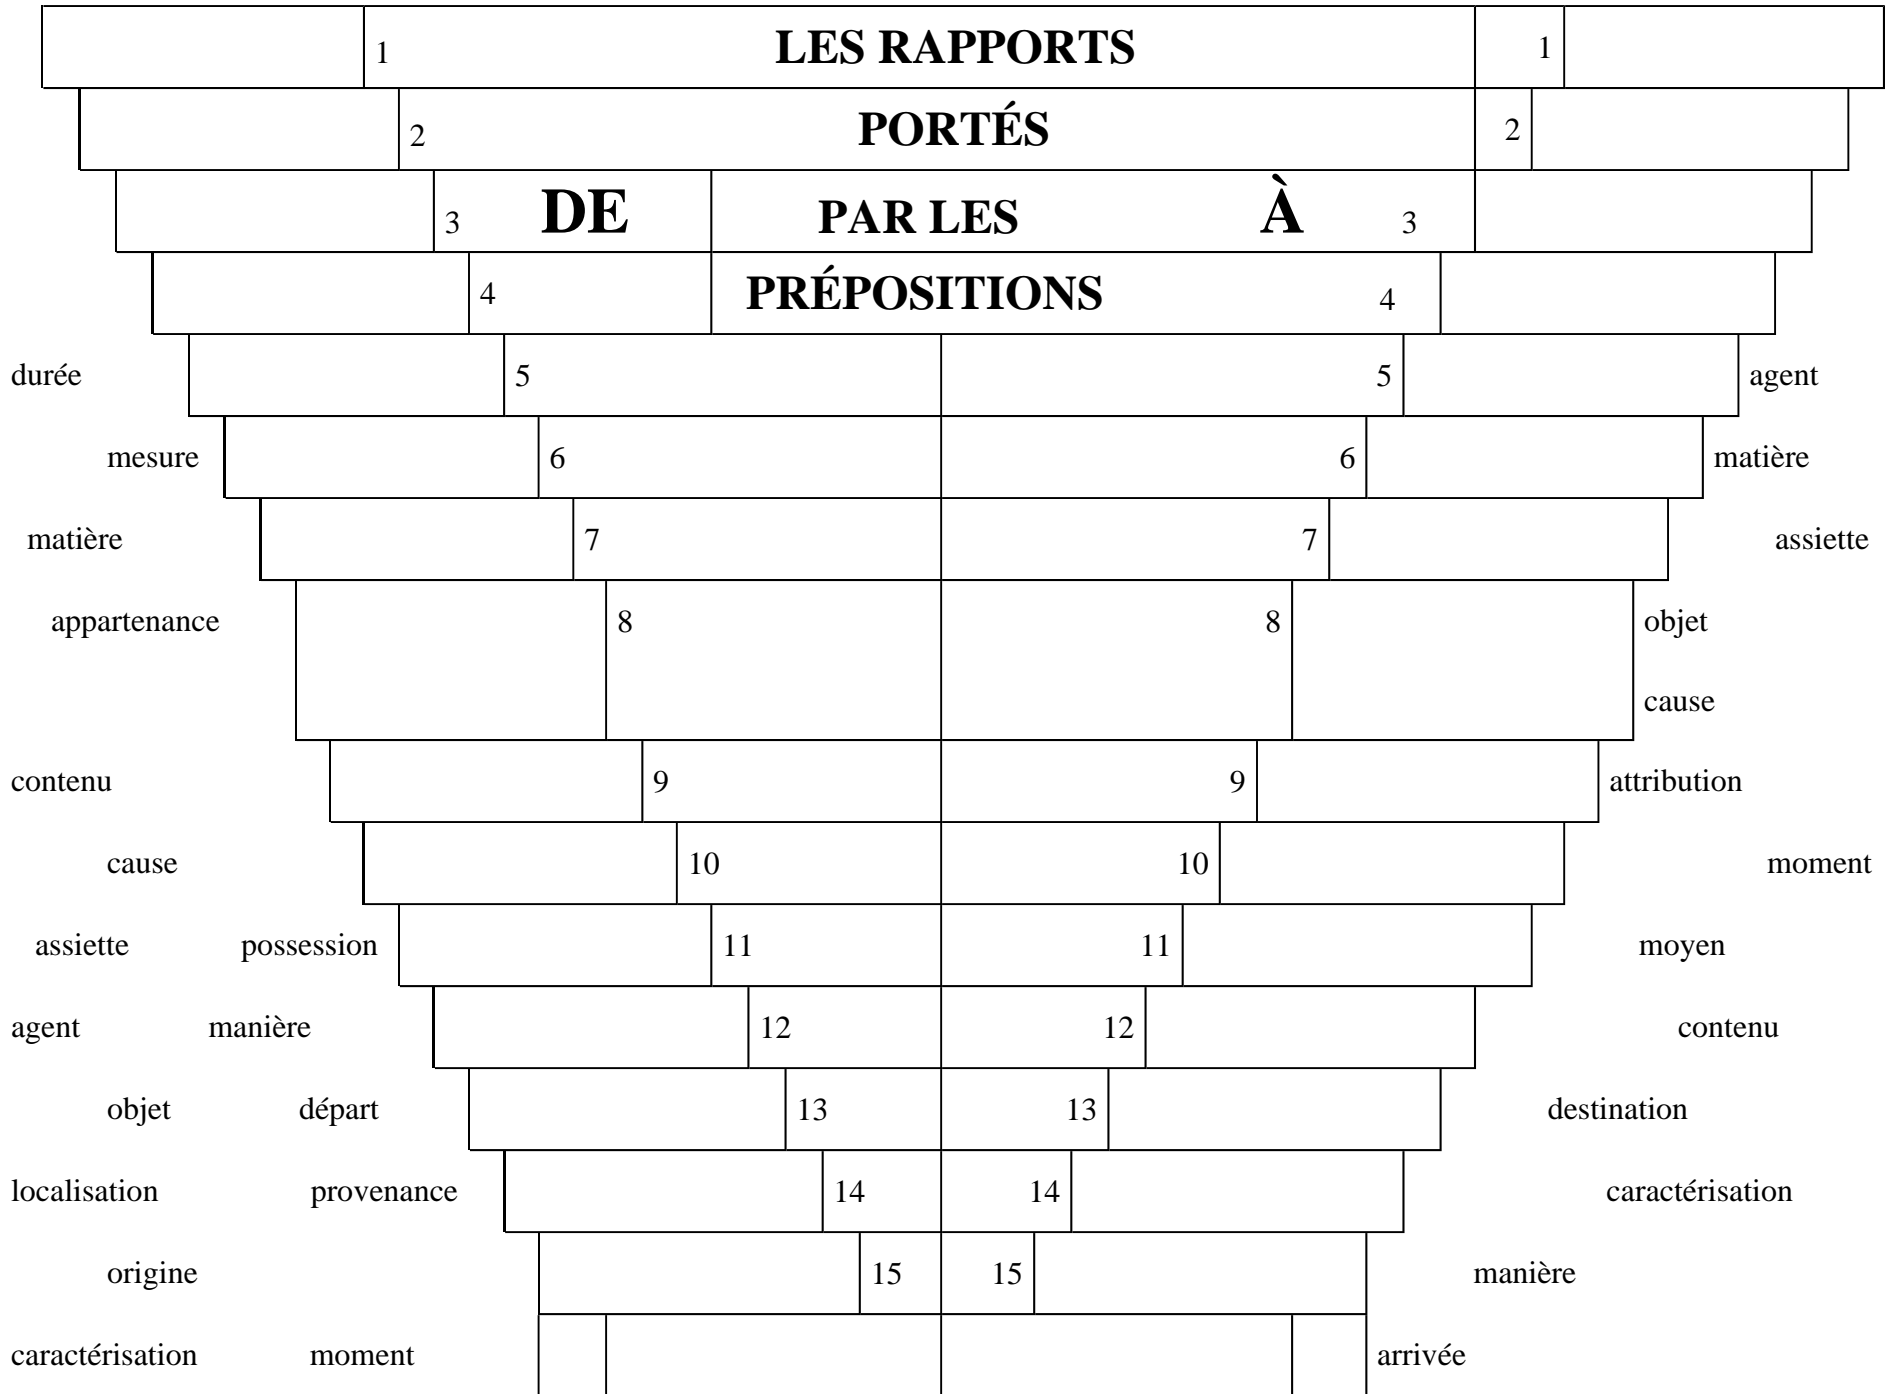 1 LES RAPPORTS 1
2 PORTÉS 2
3 DE PAR LES À 3
4 PRÉPOSITIONS 4
durée 5 5 agent
mesure 6 6 matière
matière 7 7 assiette
appartenance 8 8 objet
cause
contenu 9 9 attribution
cause 10 10 moment
assiette possession 11 11 moyen
agent manière 12 12 contenu
objet départ 13 13 destination
localisation provenance 14 14 caractérisation
origine 15 15 manière
caractérisation moment arrivée